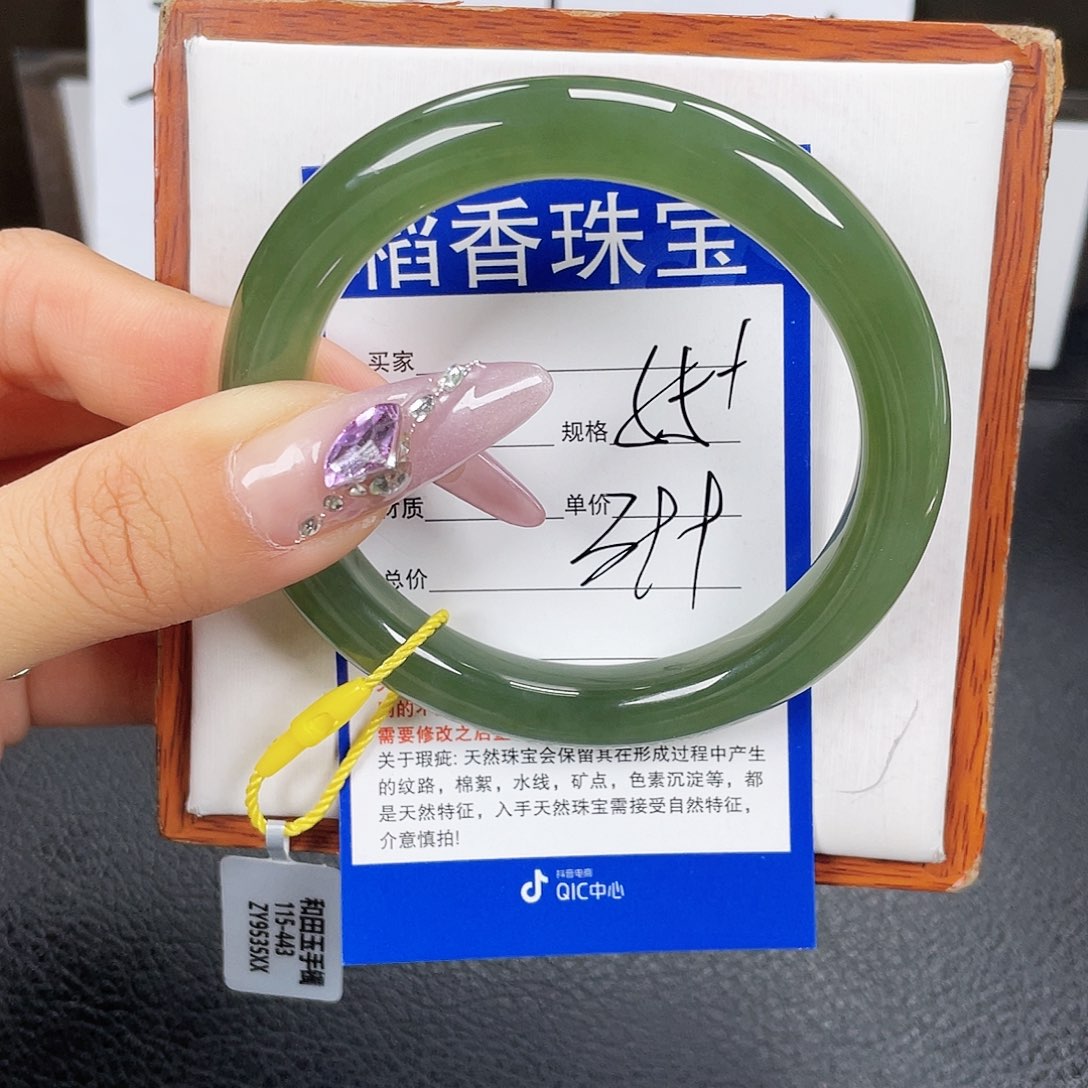 稻香珠宝
买家
规格
材质
单价
总价
需要修改之后
关于瑕疵: 天然珠宝会保留其在形成过程中产生
的纹路，棉絮，水线，矿点，色素沉淀等，都
是天然特征，入手天然珠宝需接受自然特征，
介意慎拍!
抖音电商
QIC中心
和田玉手镯
115-443
ZY9535XX